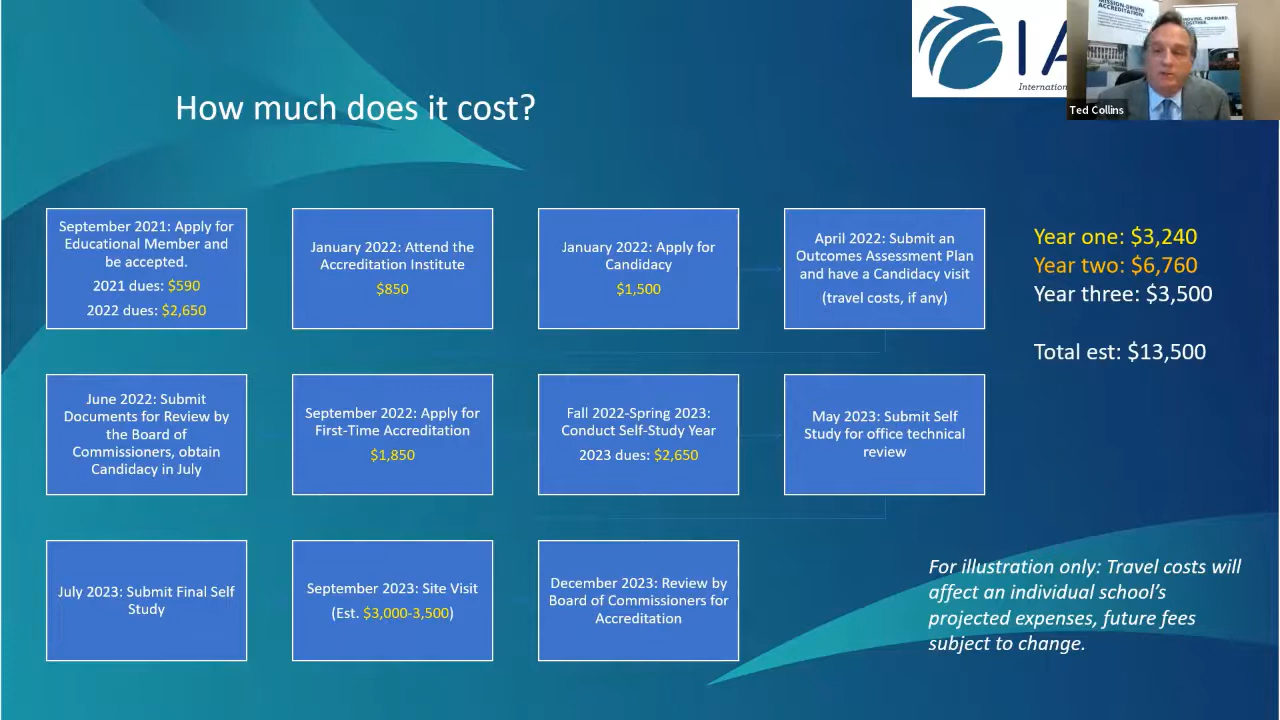 MISSION-DRIVEN
ACCREDITATION
MOVING, FORWARD.
TOGETHER.
IA
Internation
Ted Collins
How much does it cost?
September 2021: Apply for
Educational Member and
be accepted.
2021 dues: $590
2022 dues: $2,650
January 2022: Attend the
Accreditation Institute
$850
January 2022: Apply for
Candidacy
$1,500
April 2022: Submit an
Outcomes Assessment Plan
and have a Candidacy visit
(travel costs, if any)
Year one: $3,240
Year two: $6,760
Year three: $3,500
Total est: $13,500
June 2022: Submit
Documents for Review by
the Board of
Commissioners, obtain
Candidacy in July
September 2022: Apply for
First-Time Accreditation
$1,850
Fall 2022-Spring 2023:
Conduct Self-Study Year
2023 dues: $2,650
May 2023: Submit Self
Study for office technical
review
July 2023: Submit Final Self
Study
September 2023: Site Visit
(Est. $3,000-3,500)
December 2023: Review by
Board of Commissioners for
Accreditation
For illustration only: Travel costs will
affect an individual school's
projected expenses, future fees
subject to change.